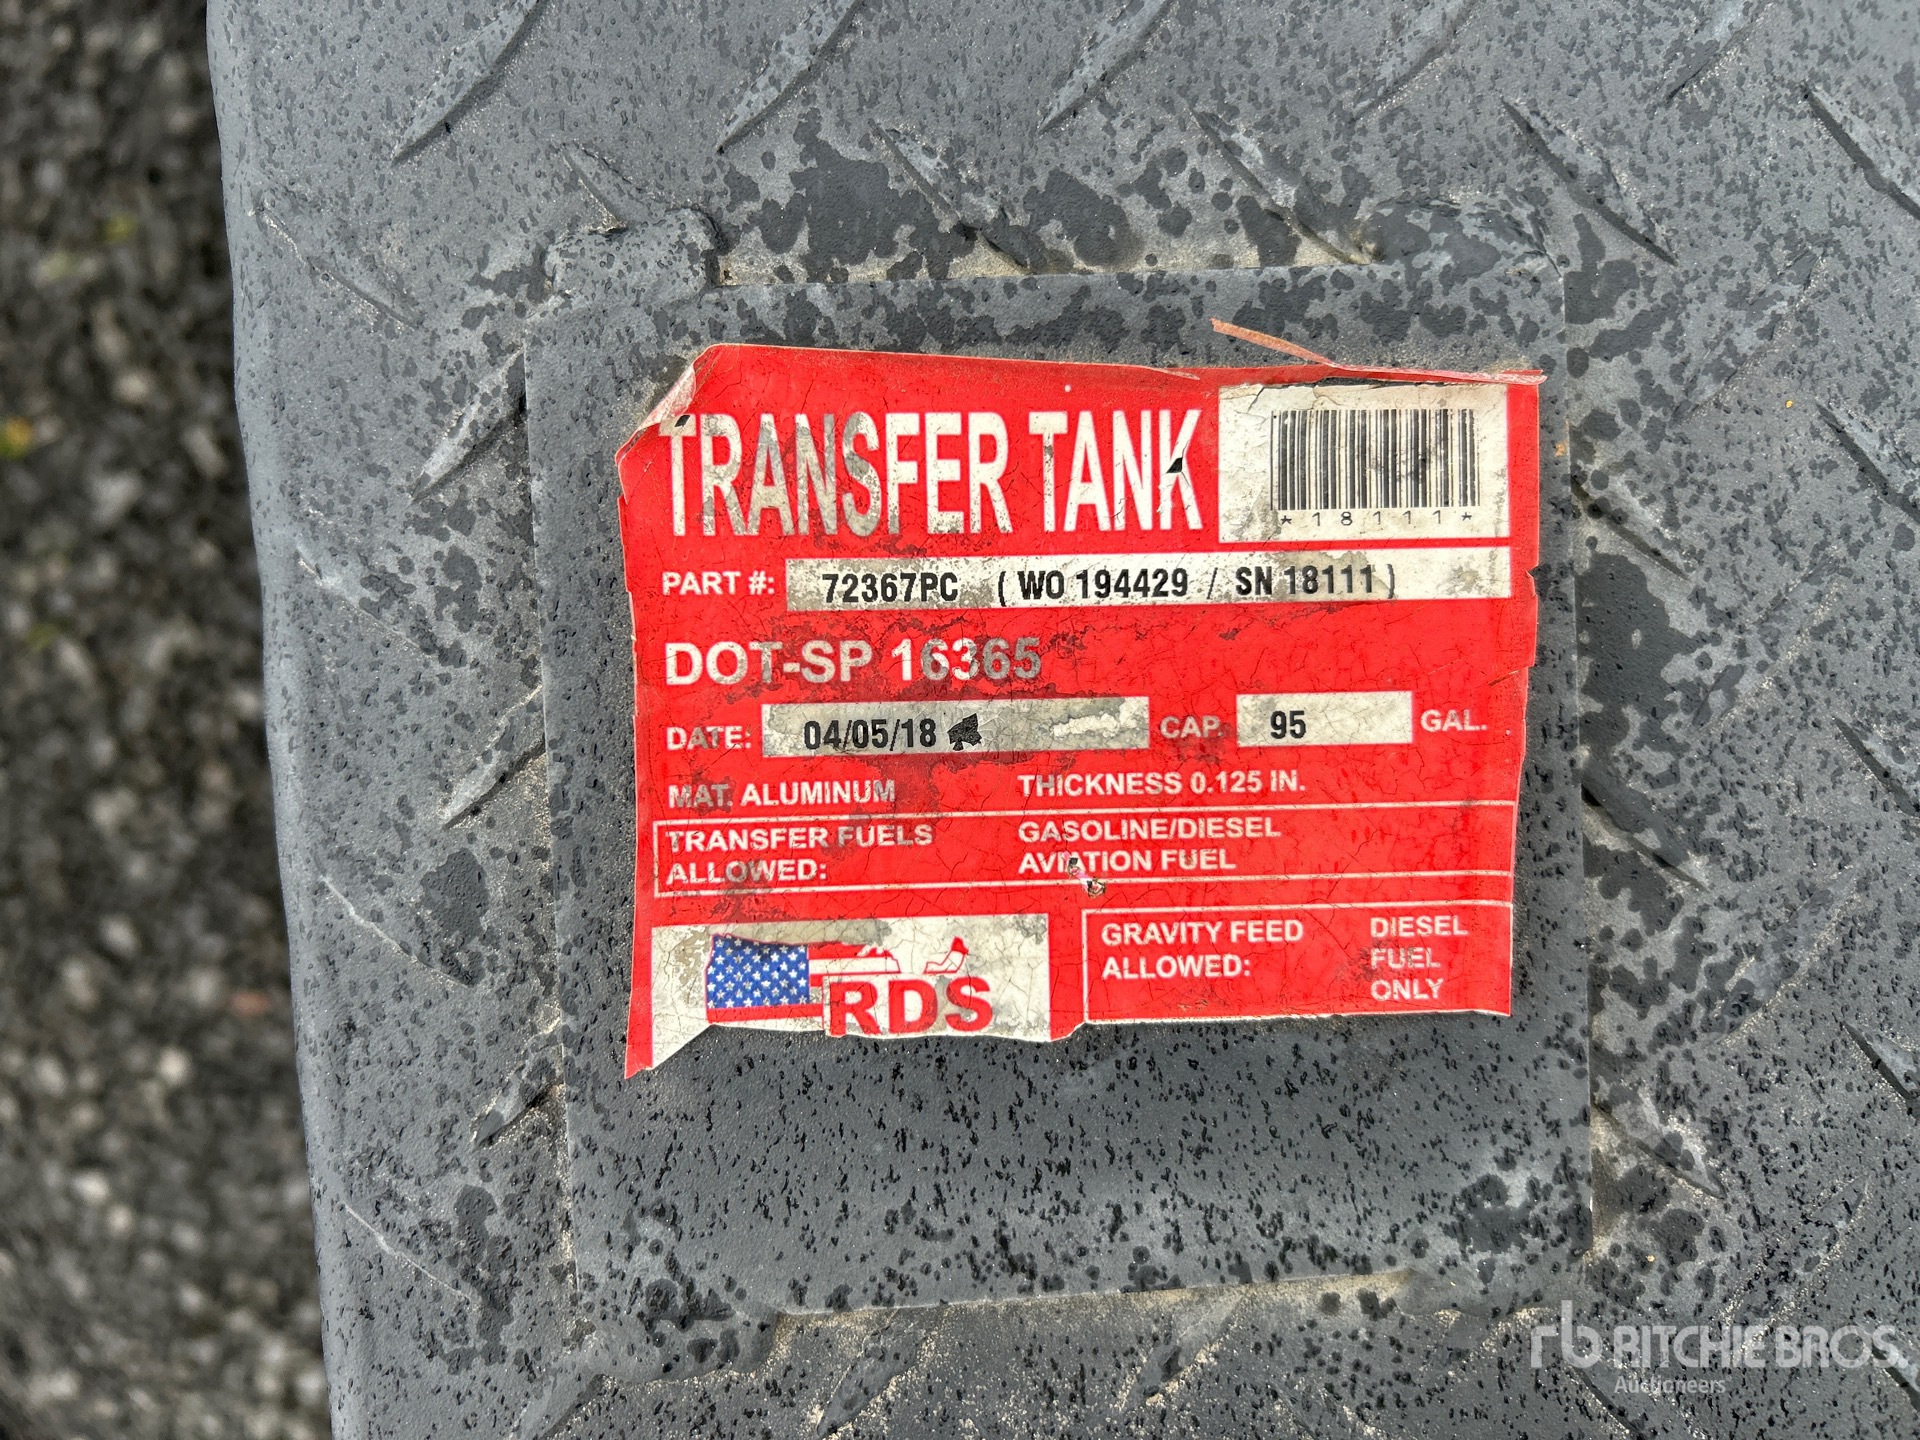 TRANSFER TANK
*18111*
PART #: 72367PC ( WO 194429 / SN 18111 )
DOT-SP 16365
DATE: 04/05/18 CAP. 95 GAL.
MAT. ALUMINUM THICKNESS 0.125 IN.
TRANSFER FUELS ALLOWED: GASOLINE/DIESEL
AVIATION FUEL
RDS
GRAVITY FEED ALLOWED: DIESEL
FUEL
ONLY
rb RITCHIE BROS.
Auctioneers